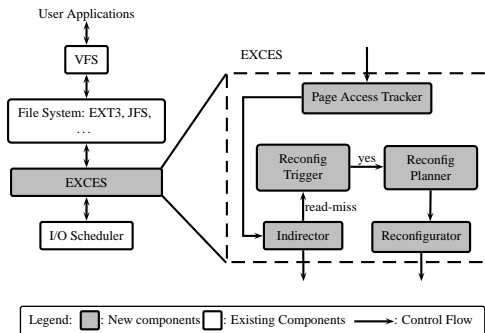 User Applications
VFS
File System: EXT3, JFS,
...
EXCES
I/O Scheduler
EXCES
Page Access Tracker
Reconfig
Trigger
yes
Reconfig
Planner
read-miss
Indirector
Reconfigurator
Legend: : New components : Existing Components : Control Flow